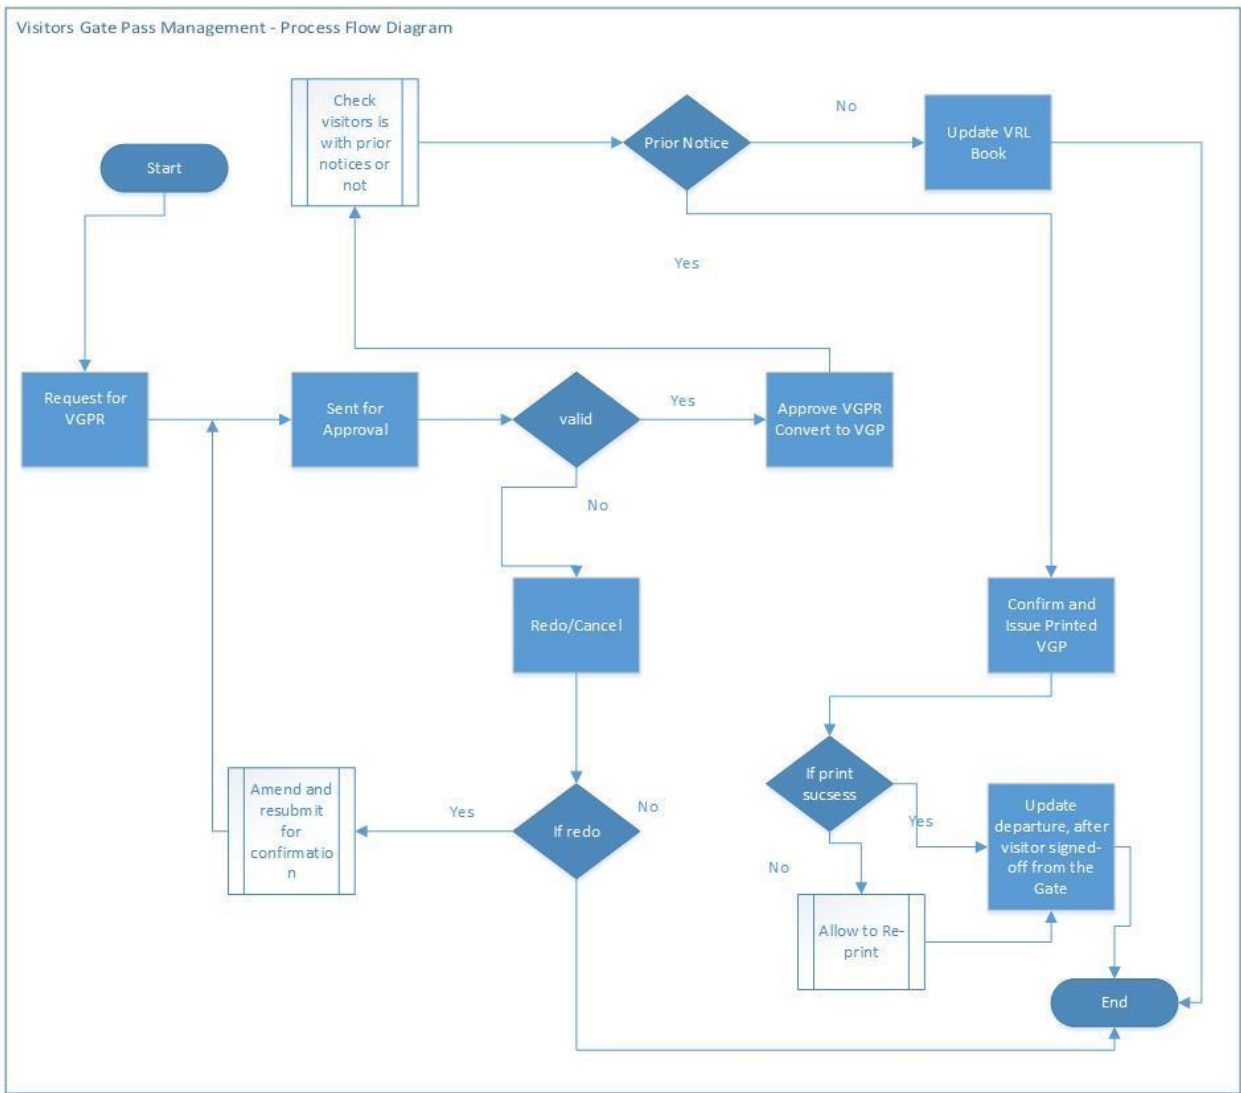 Visitors Gate Pass Management - Process Flow Diagram
Check
visitors is
with prior
notices or
not
Prior Notice
No
Update VRL
Book
Start
Yes
Request for
VGPR
Sent for
Approval
valid
Yes
Approve VGPR
Convert to VGP
No
Redo/Cancel
Confirm and
Issue Printed
VGP
Amend and
resubmit
for
confirmatio
n
Yes
If redo
No
If print
sucsess
Yes
Update
departure, after
visitor signed-
off from the
Gate
No
Allow to Re-
print
End